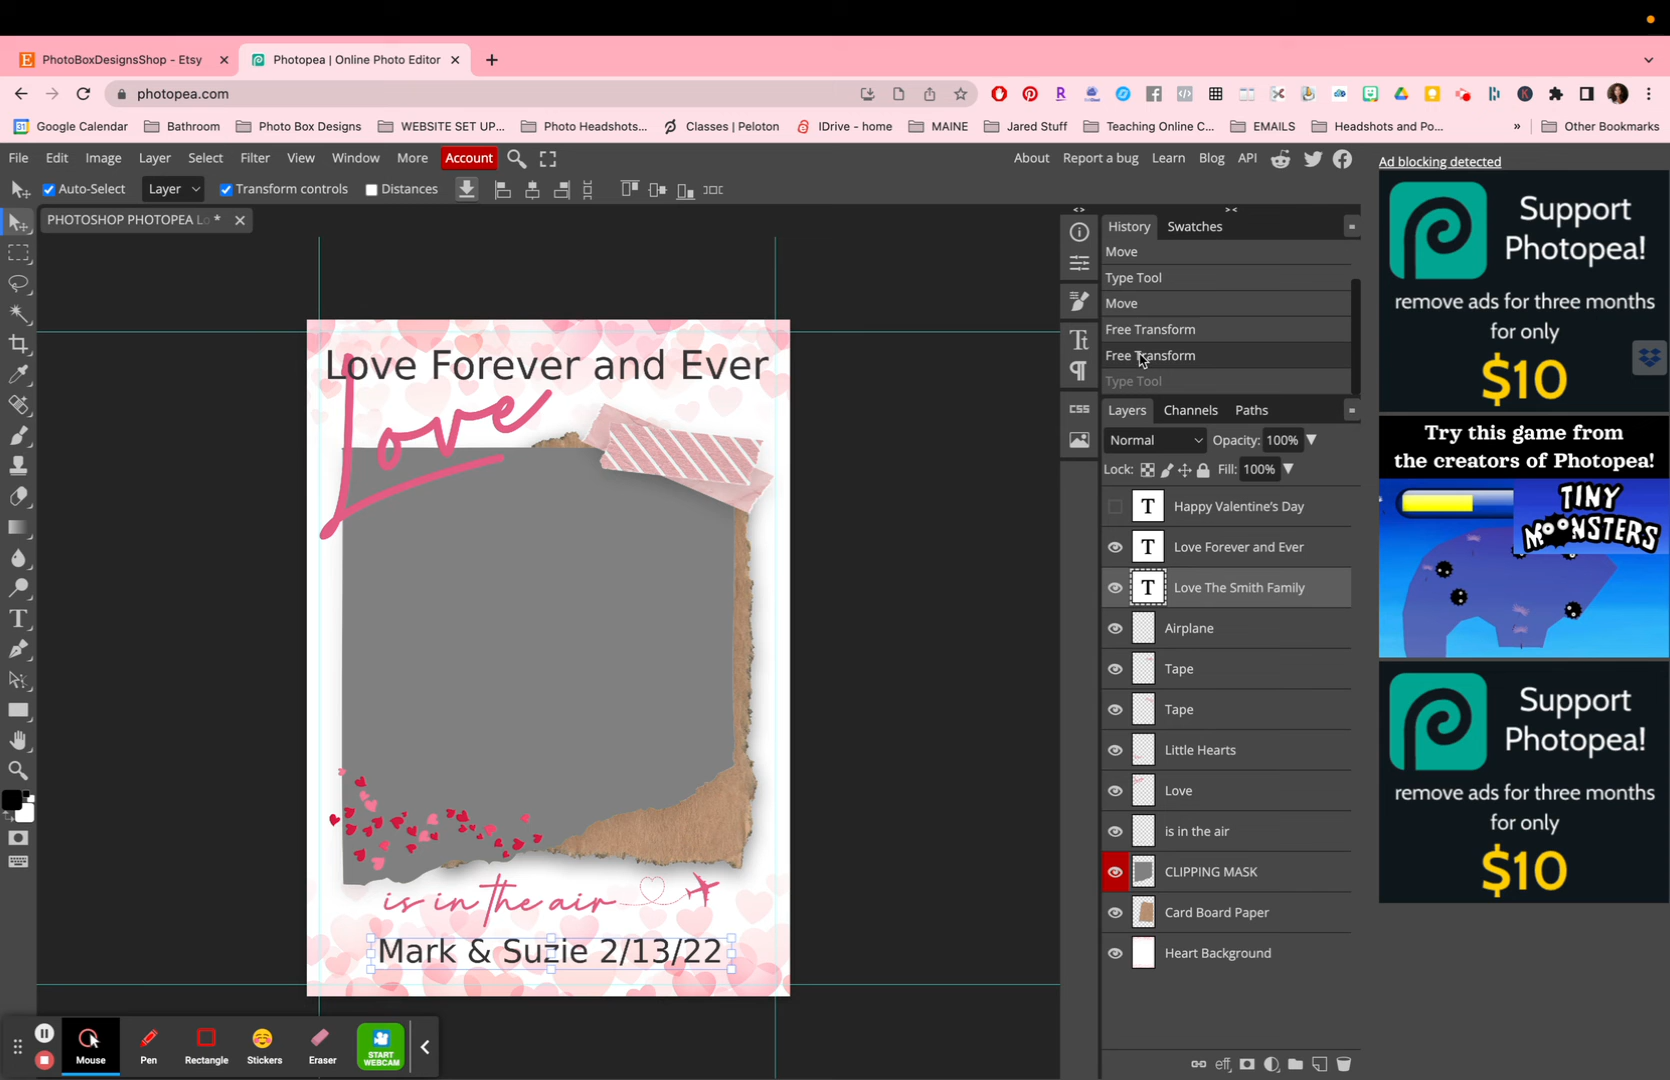 PhotoBoxDesignsShop - Etsy
Photopea | Online Photo Editor
photopea.com
Google Calendar
Bathroom
Photo Box Designs
WEBSITE SET UP...
Photo Headshots...
Classes | Peloton
IDrive - home
MAINE
Jared Stuff
Teaching Online C...
EMAILS
Headshots and Po...
»
Other Bookmarks
File Edit Image Layer Select Filter View Window More Account
About Report a bug Learn Blog API
Ad blocking detected
Auto-Select Layer Transform controls Distances
PHOTOSHOP PHOTOPEA Lo *
Love Forever and Ever
Love
is in the air
Mark & Suzie 2/13/22
History Swatches
Move
Type Tool
Move
Free Transform
Free Transform
Type Tool
CSS
Layers Channels Paths
Normal Opacity: 100%
Lock: Fill: 100%
Happy Valentine's Day
Love Forever and Ever
Love The Smith Family
Airplane
Tape
Tape
Little Hearts
Love
is in the air
CLIPPING MASK
Card Board Paper
Heart Background
eff
Support
Photopea!
remove ads for three months
for only
$10
Try this game from
the creators of Photopea!
TINY
MOONSTERS
Support
Photopea!
remove ads for three months
for only
$10
Mouse
Pen
Rectangle
Stickers
Eraser
START
WEBCAM